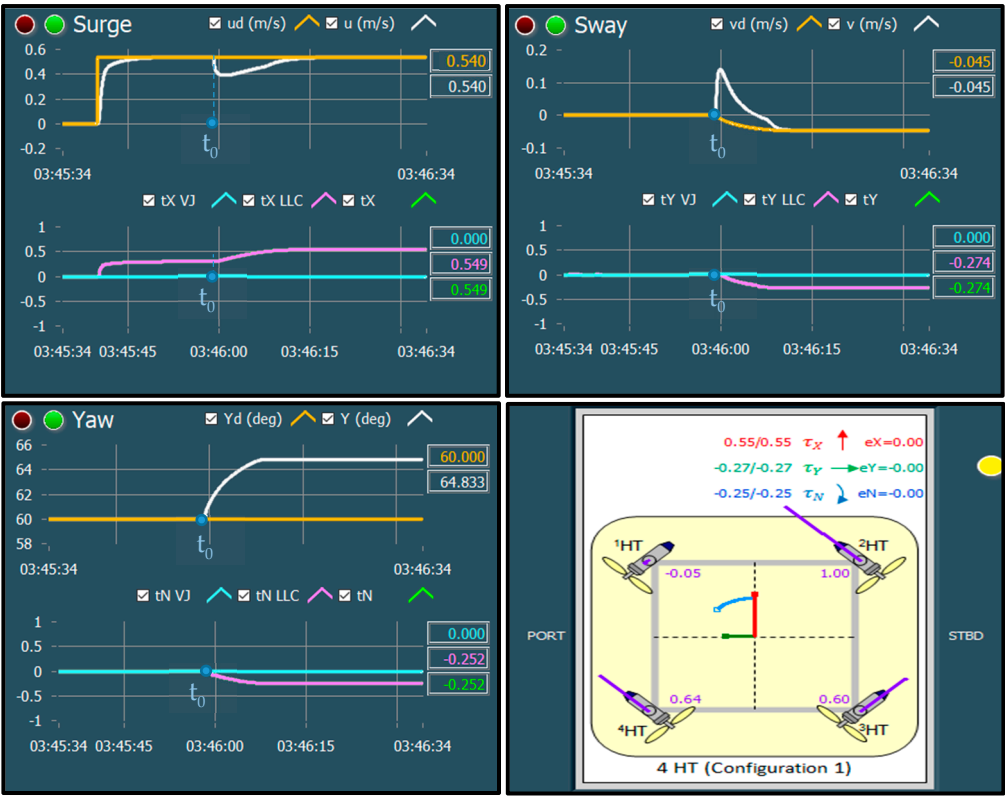 Surge ud (m/s) u (m/s)
0.6
0.4
0.2
0
-0.2
0.540
0.540
t0
03:45:34 03:46:34
tX VJ tX LLC tX
1
0.5
0
-0.5
-1
0.000
0.549
0.549
t0
03:45:34 03:45:45 03:46:00 03:46:15 03:46:34
Sway vd (m/s) v (m/s)
0.2
0.1
0
-0.1
-0.045
-0.045
t0
03:45:34 03:46:34
tY VJ tY LLC tY
1
0.5
0
-0.5
-1
0.000
-0.274
-0.274
t0
03:45:34 03:45:45 03:46:00 03:46:15 03:46:34
Yaw Yd (deg) Y (deg)
66
64
62
60
58
60.000
64.833
t0
03:45:34 03:46:34
tN VJ tN LLC tN
1
0.5
0
-0.5
-1
0.000
-0.252
-0.252
t0
03:45:34 03:45:45 03:46:00 03:46:15 03:46:34
0.55/0.55 τX eX=0.00
-0.27/-0.27 τY eY=-0.00
-0.25/-0.25 τN eN=-0.00
1HT 2HT
-0.05 1.00
PORT STBD
0.64 0.60
4HT 3HT
4 HT (Configuration 1)